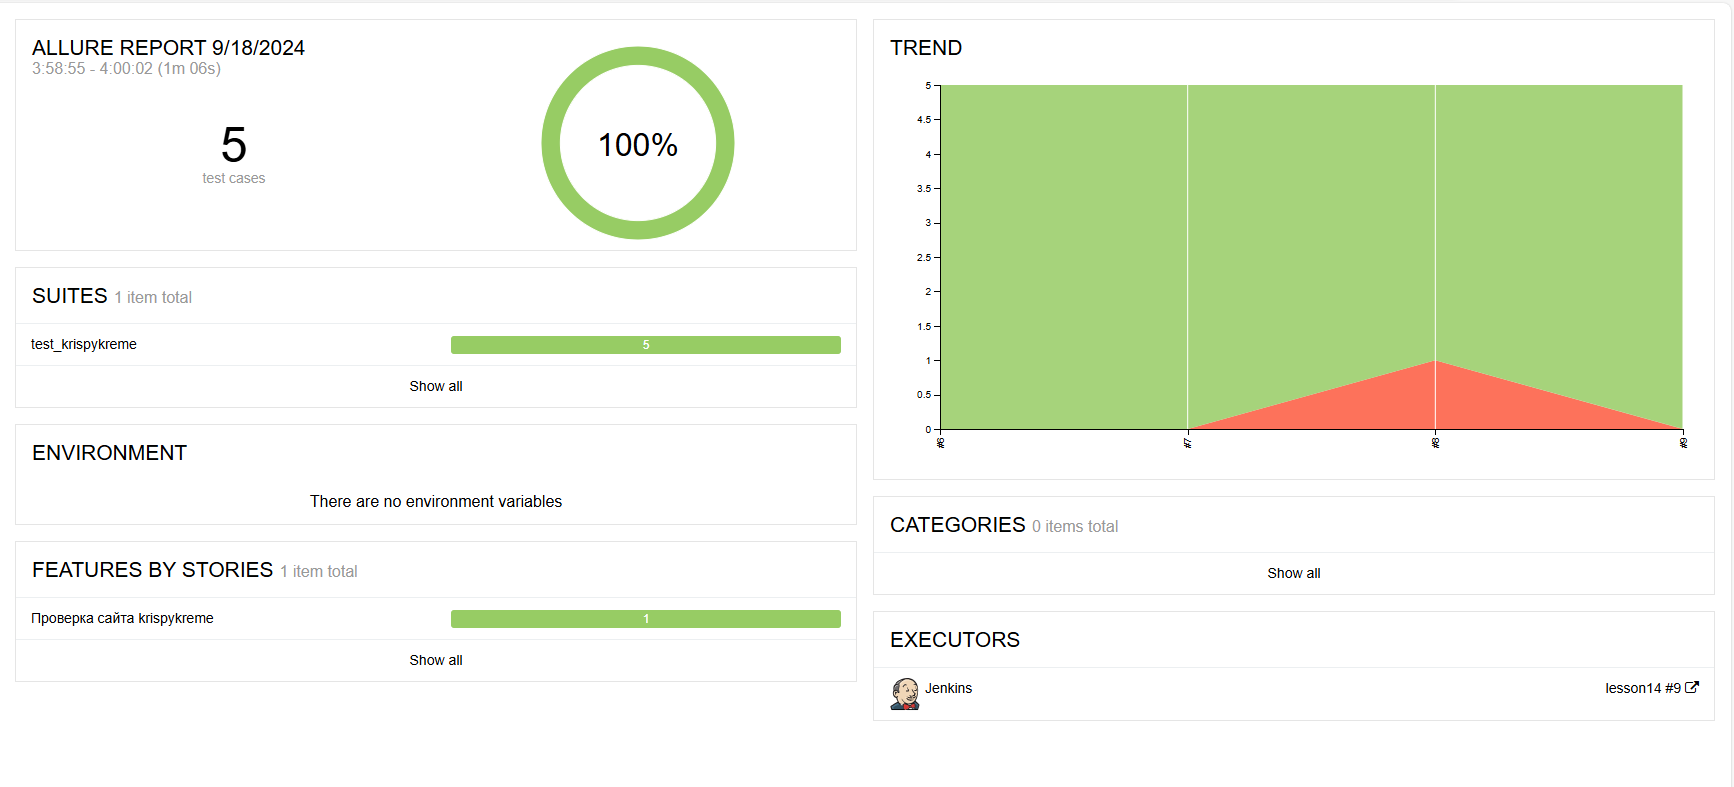 ALLURE REPORT 9/18/2024
3:58:55 - 4:00:02 (1m 06s)
5
test cases
100%
SUITES 1 item total
test_krispykreme 5
Show all
ENVIRONMENT
There are no environment variables
FEATURES BY STORIES 1 item total
Проверка сайта krispykreme 1
Show all
TREND
5
4.5
4
3.5
3
2.5
2
1.5
1
0.5
0
#6
#7
#8
#9
CATEGORIES 0 items total
Show all
EXECUTORS
Jenkins lesson14 #9